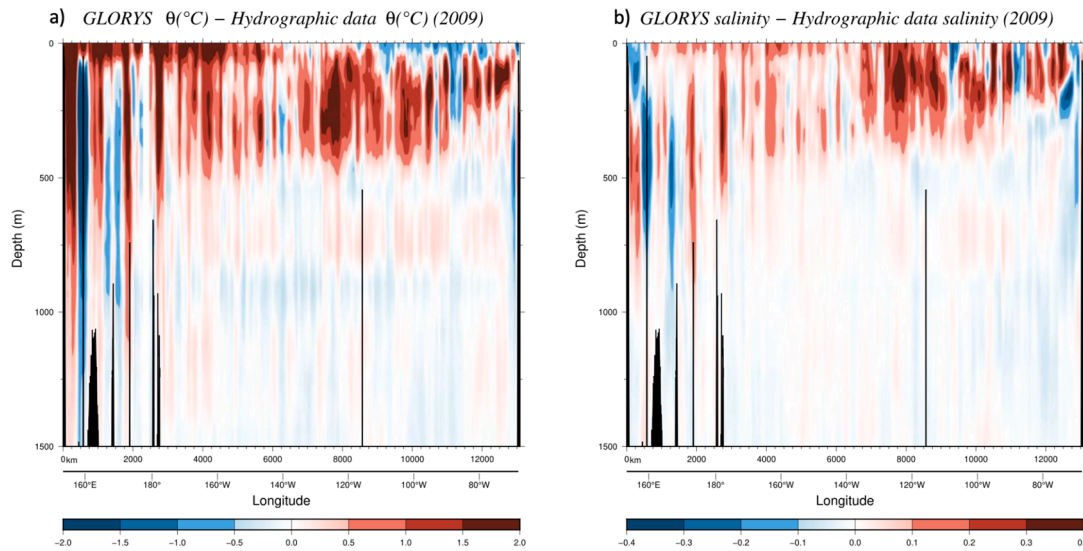 a) GLORYS θ(°C) – Hydrographic data θ(°C) (2009)
0
500
1000
1500
Depth (m)
0km 2000 4000 6000 8000 10000 12000
160°E 180° 160°W 140°W 120°W 100°W 80°W
Longitude
-2.0 -1.5 -1.0 -0.5 0.0 0.5 1.0 1.5 2.0
b) GLORYS salinity – Hydrographic data salinity (2009)
0
500
1000
1500
Depth (m)
0km 2000 4000 6000 8000 10000 12000
160°E 180° 160°W 140°W 120°W 100°W 80°W
Longitude
-0.4 -0.3 -0.2 -0.1 0.0 0.1 0.2 0.3